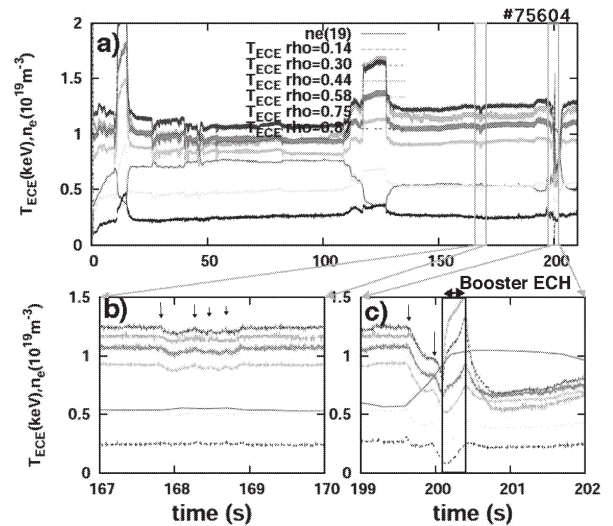 #75604
a)
ne(19)
T_ECE rho=0.14
T_ECE rho=0.30
T_ECE rho=0.44
T_ECE rho=0.58
T_ECE rho=0.75
T_ECE rho=0.87
T_ECE(keV),n_e(10^19m^-3)
2
1.5
1
0.5
0
0 50 100 150 200
Booster ECH
b)
c)
T_ECE(keV),n_e(10^19m^-3)
1.5
1
0.5
0
167 168 169 170
time (s)
1.5
1
0.5
0
199 200 201 202
time (s)